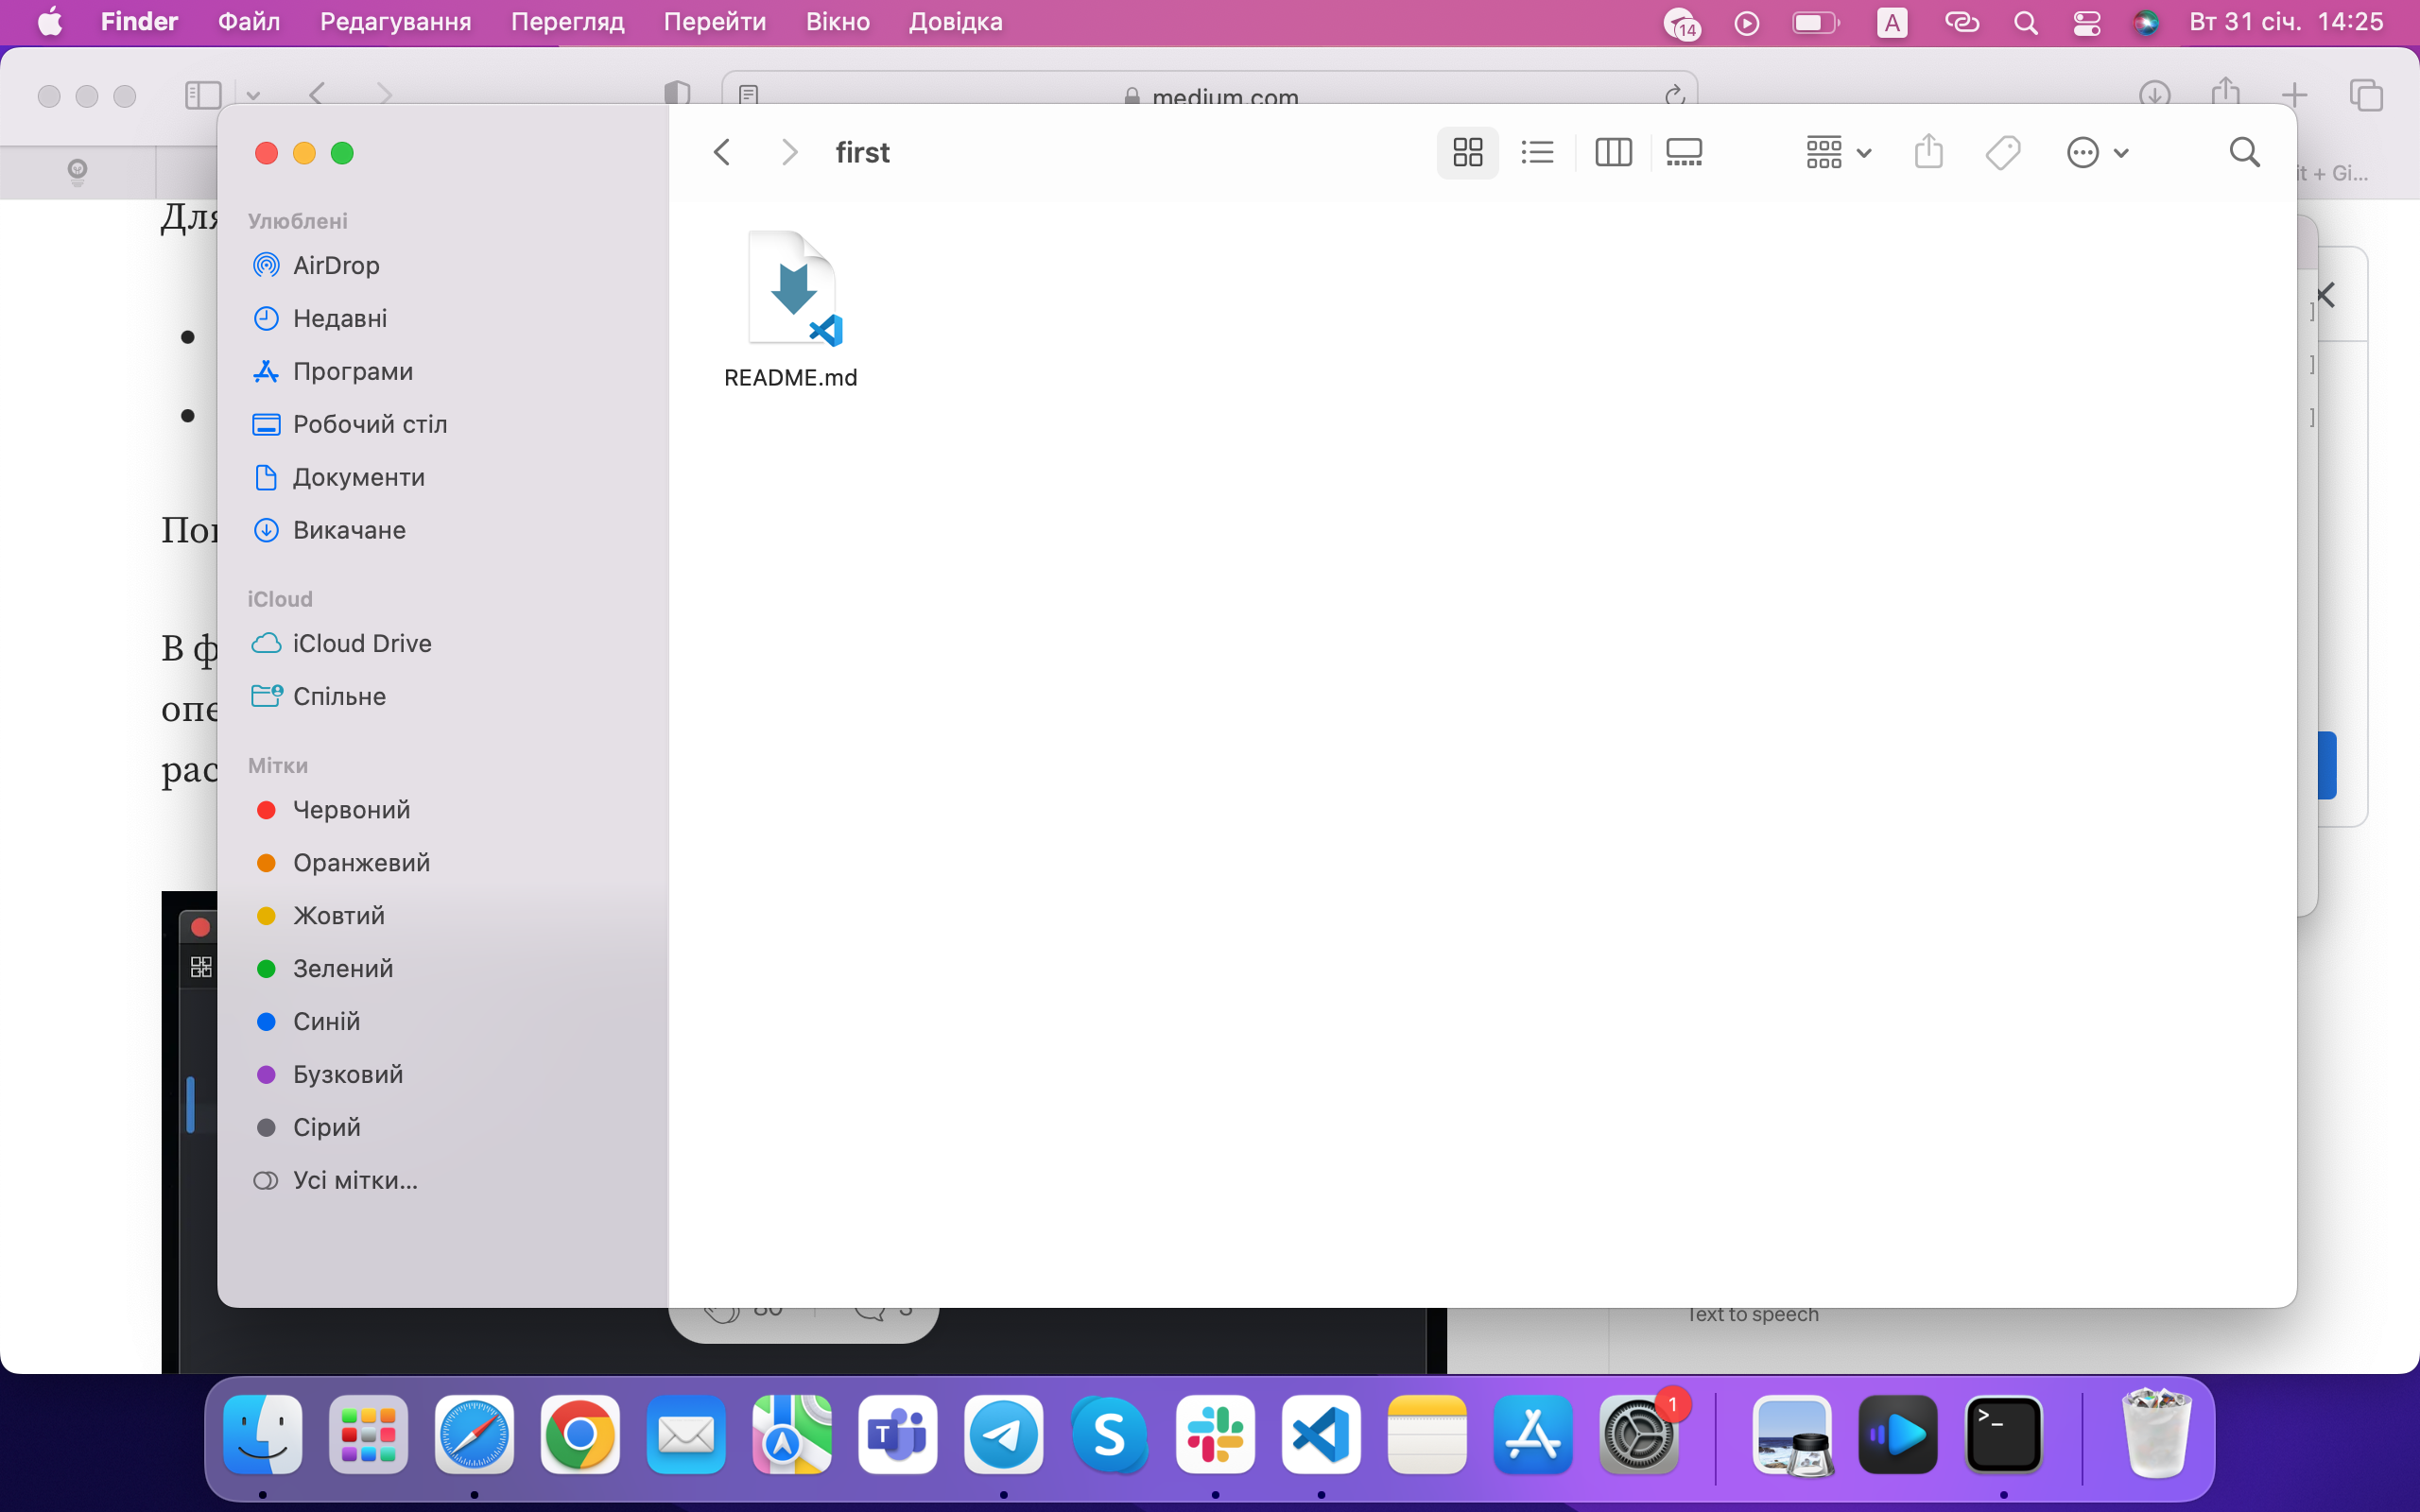 Finder Файл Редагування Перегляд Перейти Вікно Довідка 14 A Вт 31 січ. 14:25
medium.com
first
it + Gi...
Для
Улюблені
AirDrop
Недавні
]
Програми
]
README.md
Робочий стіл
]
Документи
Викачане
iCloud
В ф
iCloud Drive
Спільне
опе
Мітки
рас
Червоний
Оранжевий
Жовтий
Зелений
Синій
Бузковий
Сірий
Усі мітки...
80 3
Text to speech
T S 1 >_